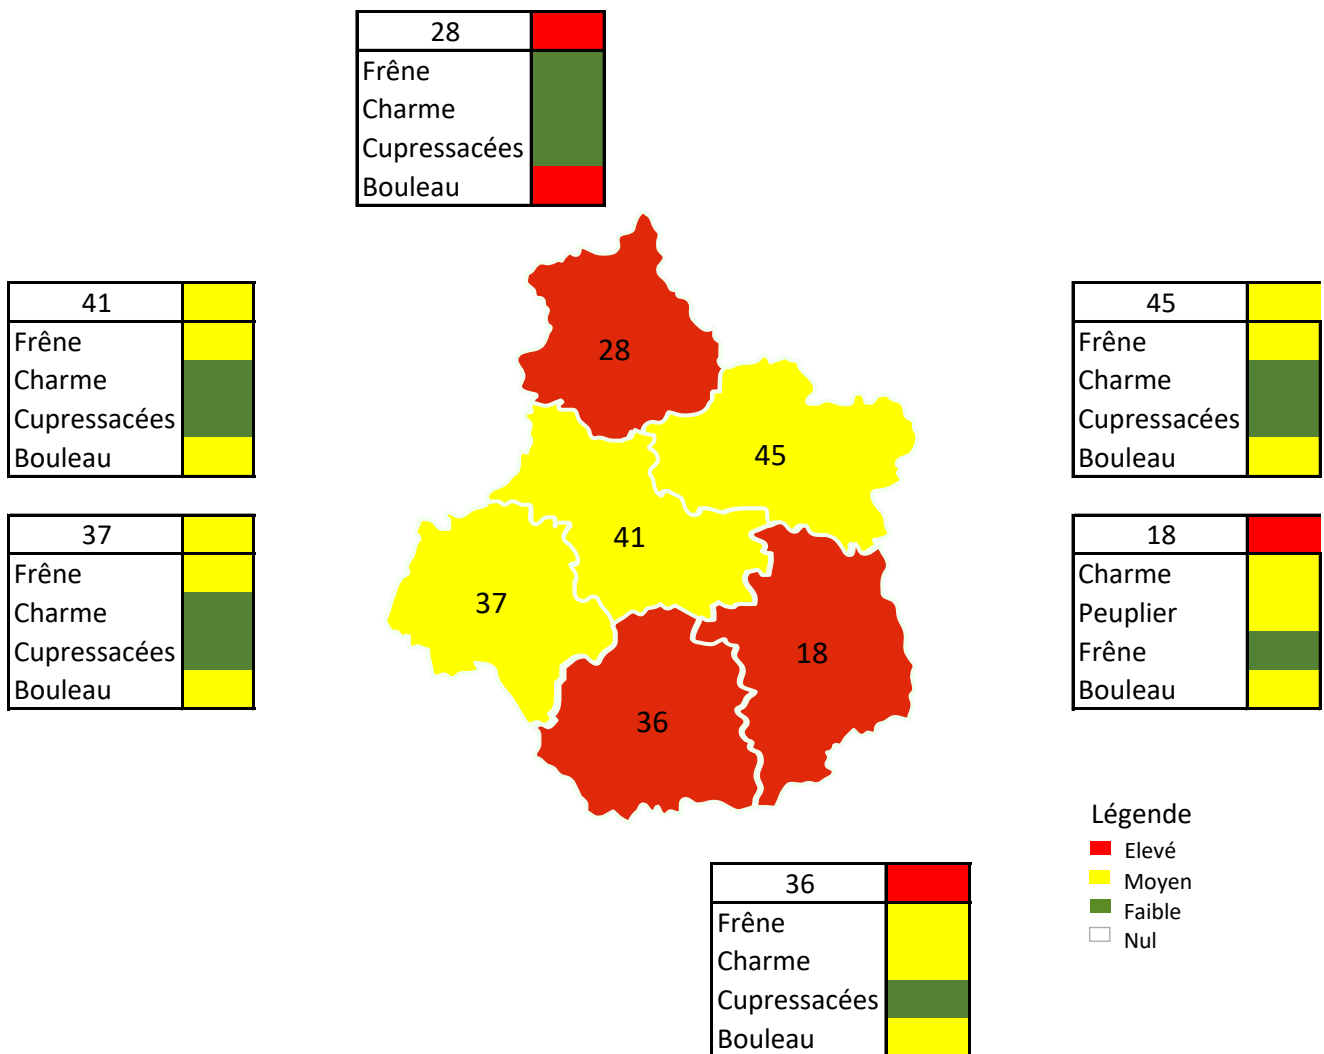 28
Frêne
Charme
Cupressacées
Bouleau
41
Frêne
Charme
Cupressacées
Bouleau
45
Frêne
Charme
Cupressacées
Bouleau
28
45
41
37
18
36
37
Frêne
Charme
Cupressacées
Bouleau
18
Charme
Peuplier
Frêne
Bouleau
Légende
Elevé
Moyen
Faible
Nul
36
Frêne
Charme
Cupressacées
Bouleau